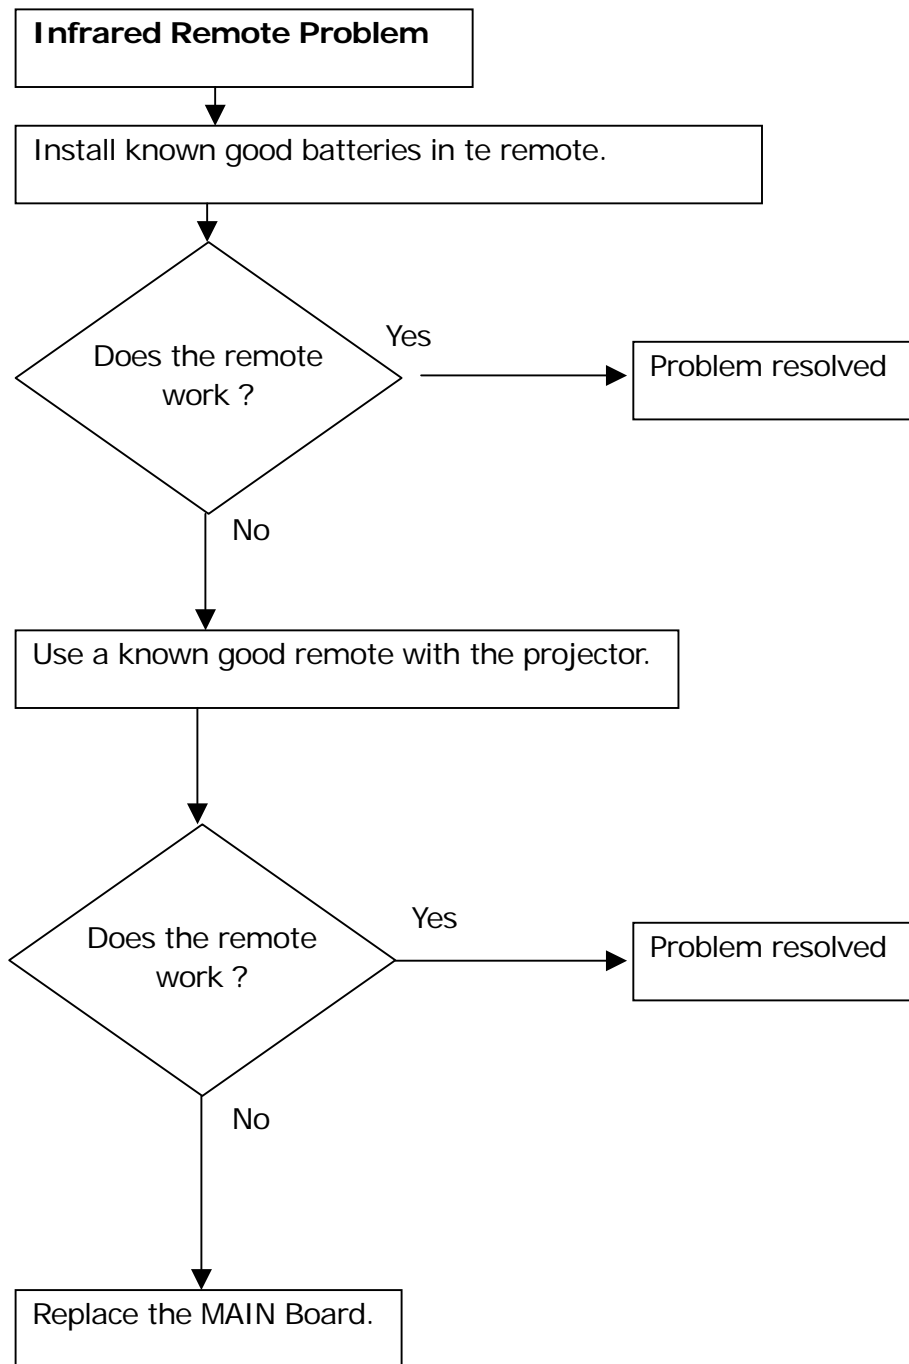 Infrared Remote Problem
Install known good batteries in te remote.
Does the remote
work ?
Yes
Problem resolved
No
Use a known good remote with the projector.
Does the remote
work ?
Yes
Problem resolved
No
Replace the MAIN Board.